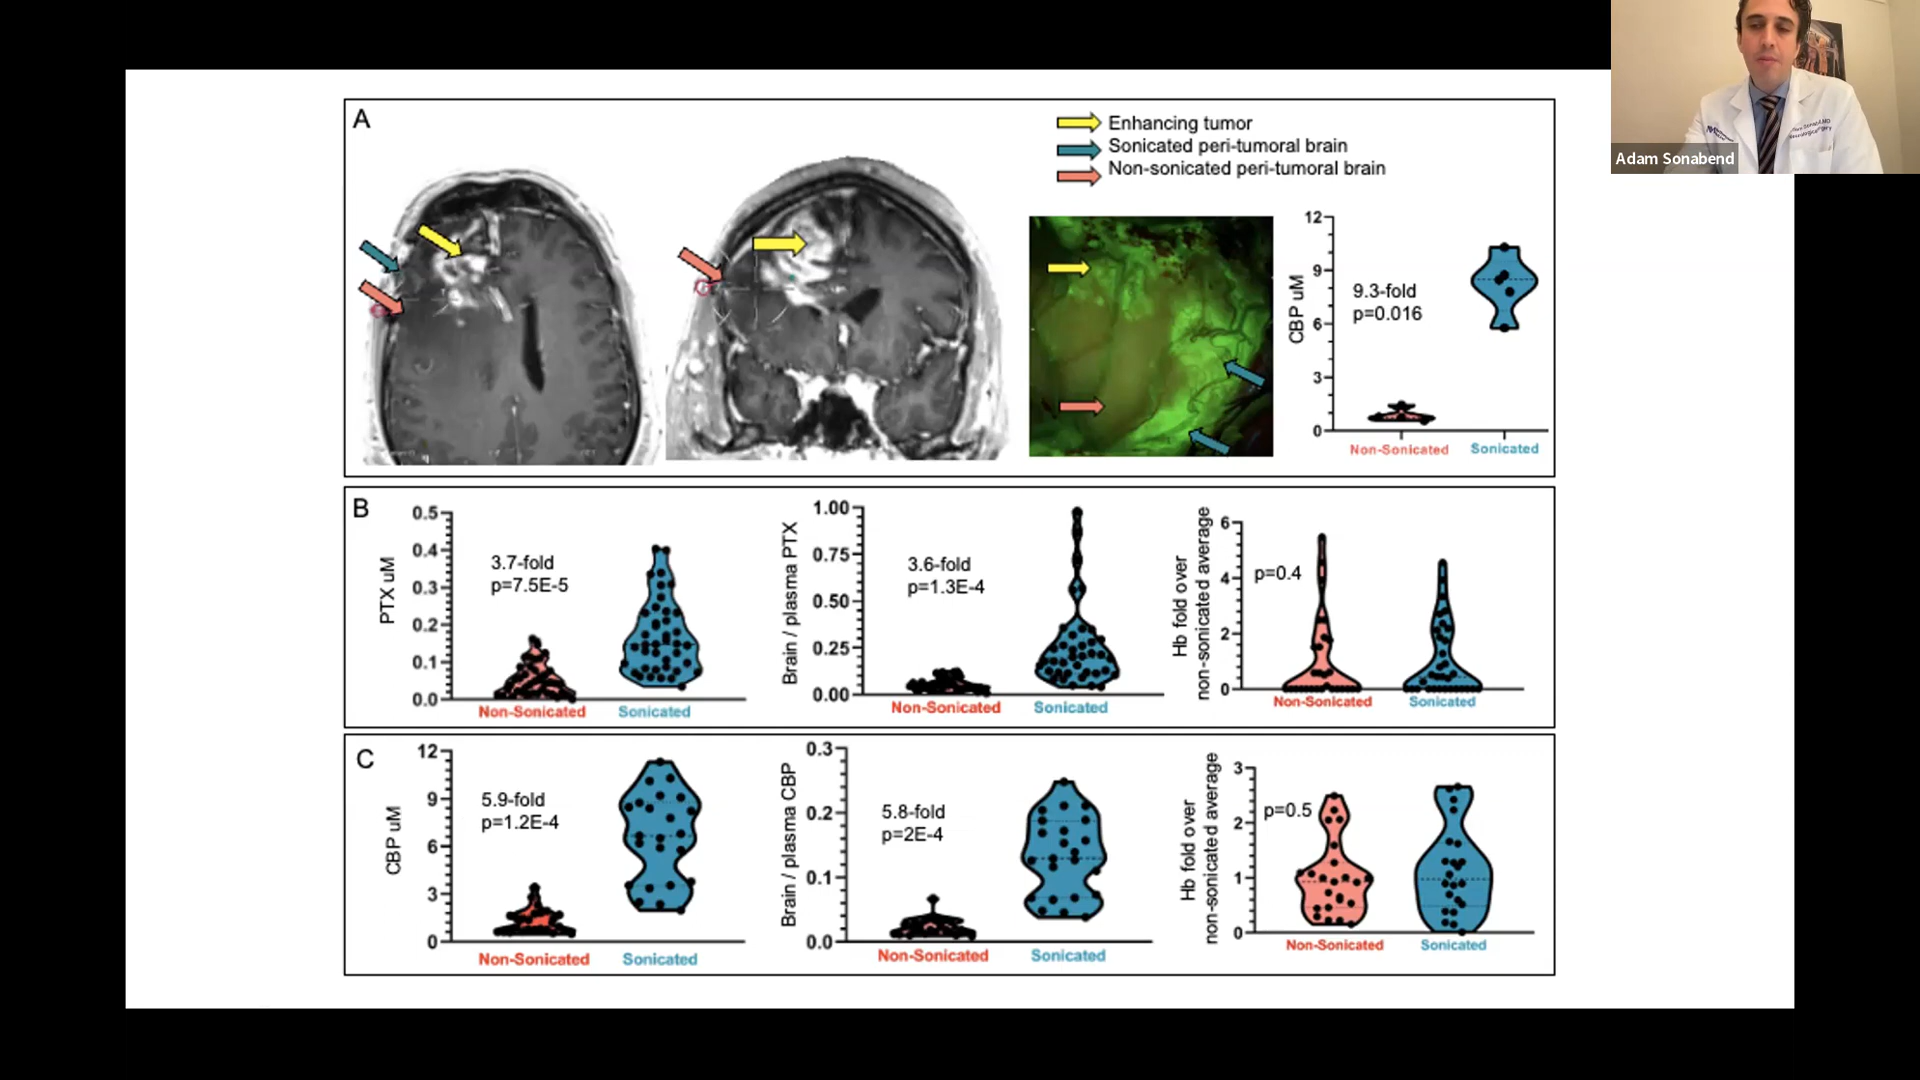 Adam Sonabend
A
Enhancing tumor
Sonicated peri-tumoral brain
Non-sonicated peri-tumoral brain
12
9
6
3
0
CBP uM
9.3-fold
p=0.016
Non-Sonicated
Sonicated
B
0.5
0.4
0.3
0.2
0.1
0.0
PTX uM
3.7-fold
p=7.5E-5
Non-Sonicated
Sonicated
1.00
0.75
0.50
0.25
0.00
Brain / plasma PTX
3.6-fold
p=1.3E-4
Non-Sonicated
Sonicated
6
4
2
0
Hb fold over
non-sonicated average
p=0.4
Non-Sonicated
Sonicated
C
12
9
6
3
0
CBP uM
5.9-fold
p=1.2E-4
Non-Sonicated
Sonicated
0.3
0.2
0.1
0.0
Brain / plasma CBP
5.8-fold
p=2E-4
Non-Sonicated
Sonicated
3
2
1
0
Hb fold over
non-sonicated average
p=0.5
Non-Sonicated
Sonicated